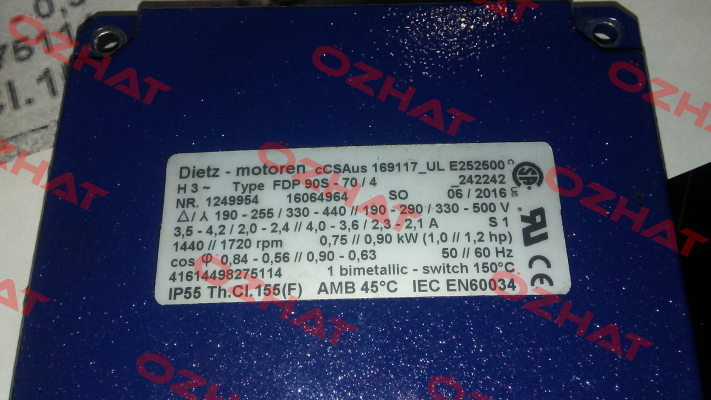 Dietz - motoren cCSAus 169117_UL E252500
H 3 ~ Type FDP 90S - 70 / 4 _242242
NR. 1249954 16064964 SO 06 / 2016
△/⅄ 190 - 255 / 330 - 440 // 190 - 290 / 330 - 500 V
3,5 - 4,2 / 2,0 - 2,4 // 4,0 - 3,6 / 2,3 - 2,1 A S 1
1440 // 1720 rpm 0,75 // 0,90 kW (1,0 // 1,2 hp)
cos φ 0,84 - 0,56 // 0,90 - 0,63 50 // 60 Hz
41614498275114 1 bimetallic - switch 150°C
IP55 Th.Cl.155(F) AMB 45°C IEC EN60034
C US
CE
OZHAT
OZHAT
OZHAT
OZHAT
OZHAT
OZHAT
OZHAT
OZHAT